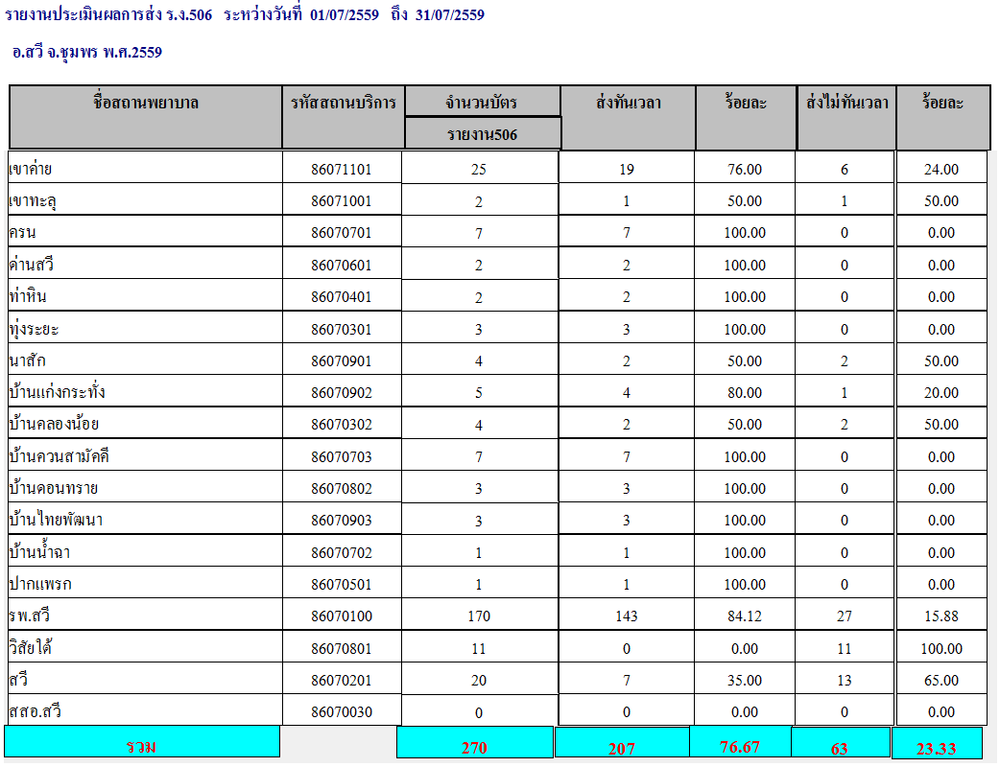 รายงานประเมินผลการส่ง ร.ง.506 ระหว่างวันที่ 01/07/2559 ถึง 31/07/2559
อ.สวี จ.ชุมพร พ.ศ.2559
ชื่อสถานพยาบาล รหัสสถานบริการ จำนวนบัตร ส่งทันเวลา ร้อยละ ส่งไม่ทันเวลา ร้อยละ
รายงาน506
เขาค่าย 86071101 25 19 76.00 6 24.00
เขาทะลุ 86071001 2 1 50.00 1 50.00
ครน 86070701 7 7 100.00 0 0.00
ด่านสวี 86070601 2 2 100.00 0 0.00
ท่าหิน 86070401 2 2 100.00 0 0.00
ทุ่งระยะ 86070301 3 3 100.00 0 0.00
นาสัก 86070901 4 2 50.00 2 50.00
บ้านแก่งกระทั่ง 86070902 5 4 80.00 1 20.00
บ้านคลองน้อย 86070302 4 2 50.00 2 50.00
บ้านควนสามัคคี 86070703 7 7 100.00 0 0.00
บ้านดอนทราย 86070802 3 3 100.00 0 0.00
บ้านไทยพัฒนา 86070903 3 3 100.00 0 0.00
บ้านน้ำฉา 86070702 1 1 100.00 0 0.00
ปากแพรก 86070501 1 1 100.00 0 0.00
รพ.สวี 86070100 170 143 84.12 27 15.88
วิสัยใต้ 86070801 11 0 0.00 11 100.00
สวี 86070201 20 7 35.00 13 65.00
สสอ.สวี 86070030 0 0 0.00 0 0.00
รวม 270 207 76.67 63 23.33